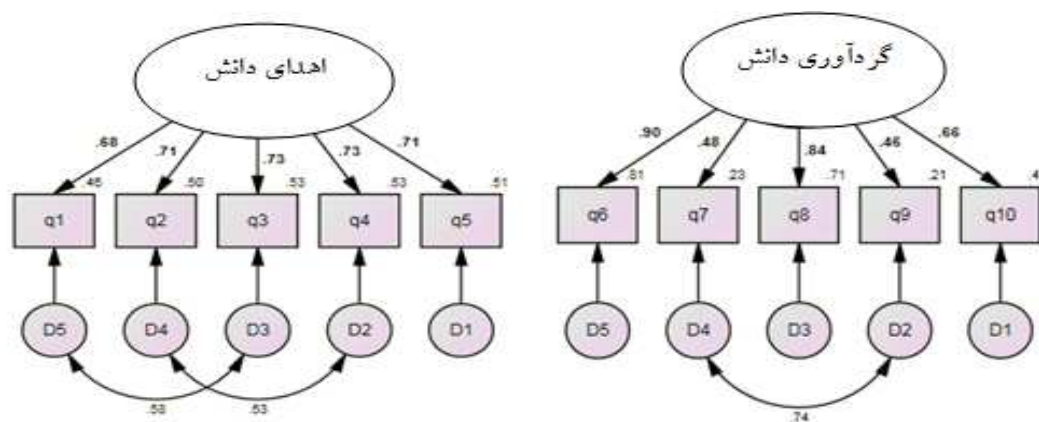 اهدای دانش
.68 .71 .73 .73 .71
.45 .50 .53 .53 .51
q1 q2 q3 q4 q5
D5 D4 D3 D2 D1
.53 .53
گردآوری دانش
.90 .48 .84 .46 .66
.81 .23 .71 .21 .4
q6 q7 q8 q9 q10
D5 D4 D3 D2 D1
.74